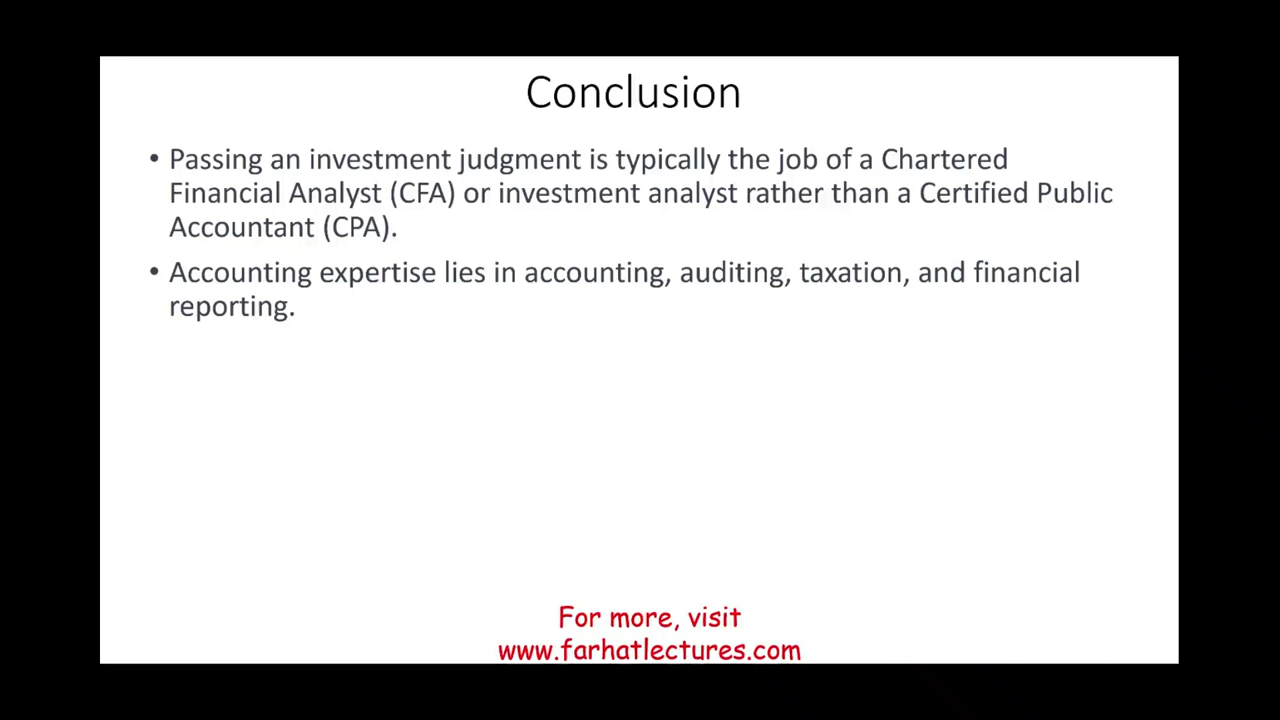 Conclusion
• Passing an investment judgment is typically the job of a Chartered
Financial Analyst (CFA) or investment analyst rather than a Certified Public
Accountant (CPA).
• Accounting expertise lies in accounting, auditing, taxation, and financial
reporting.
For more, visit
www.farhatlectures.com